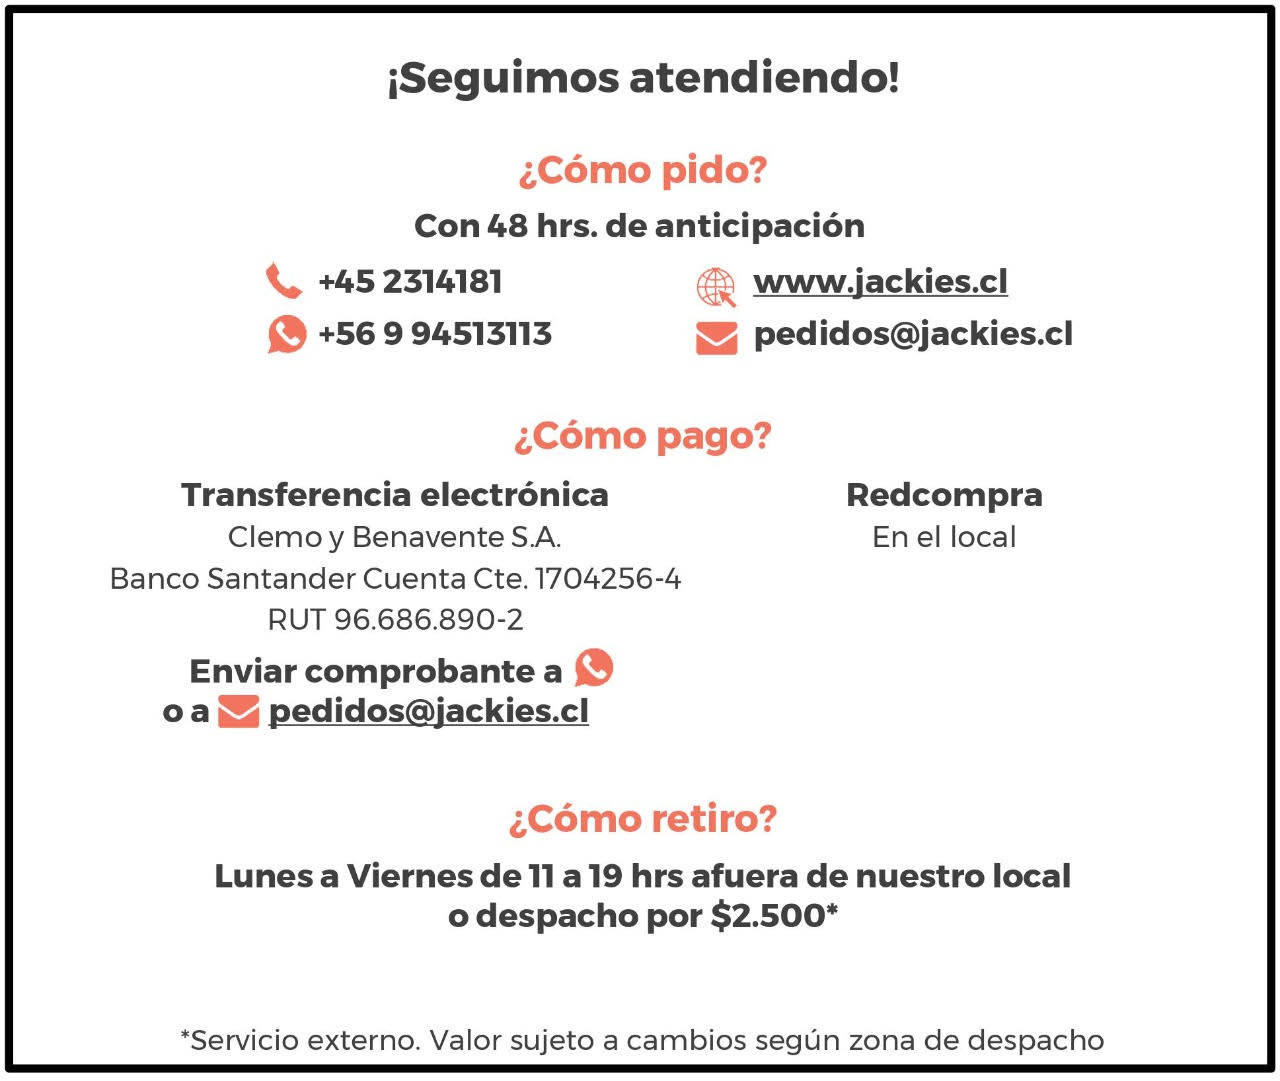 ¡Seguimos atendiendo!
¿Cómo pido?
Con 48 hrs. de anticipación
+45 2314181
www.jackies.cl
+56 9 94513113
pedidos@jackies.cl
¿Cómo pago?
Transferencia electrónica
Clemo y Benavente S.A.
Banco Santander Cuenta Cte. 1704256-4
RUT 96.686.890-2
Enviar comprobante a
o a pedidos@jackies.cl
Redcompra
En el local
¿Cómo retiro?
Lunes a Viernes de 11 a 19 hrs afuera de nuestro local
o despacho por $2.500*
*Servicio externo. Valor sujeto a cambios según zona de despacho